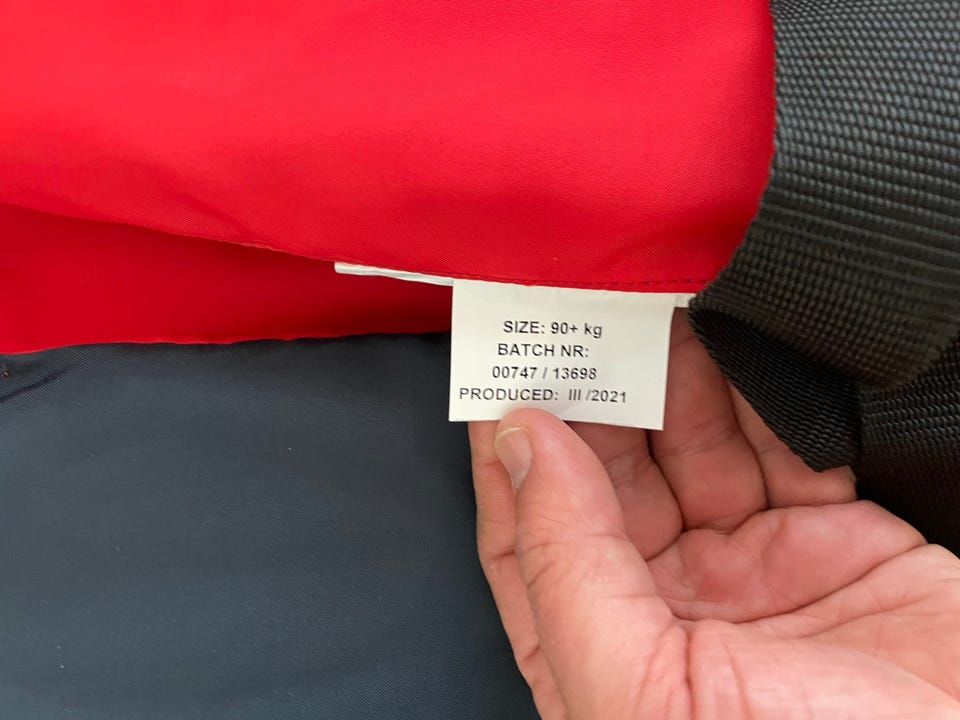 SIZE: 90+ kg
BATCH NR:
00747 / 13698
PRODUCED: III /2021